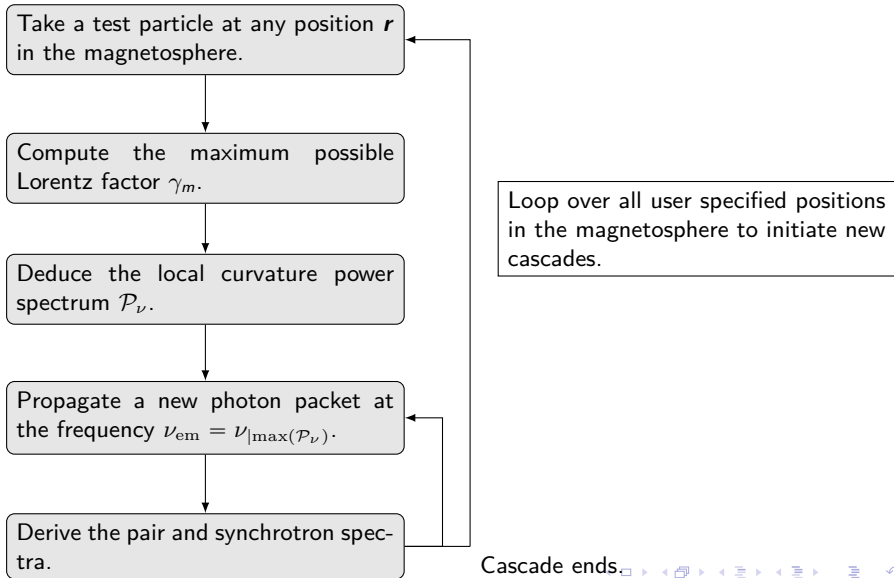 Take a test particle at any position r
in the magnetosphere.
Compute the maximum possible
Lorentz factor γm.
Deduce the local curvature power
spectrum 𝒫ν.
Propagate a new photon packet at
the frequency νem = ν|max(𝒫ν).
Derive the pair and synchrotron spec-
tra.
Loop over all user specified positions
in the magnetosphere to initiate new
cascades.
Cascade ends.